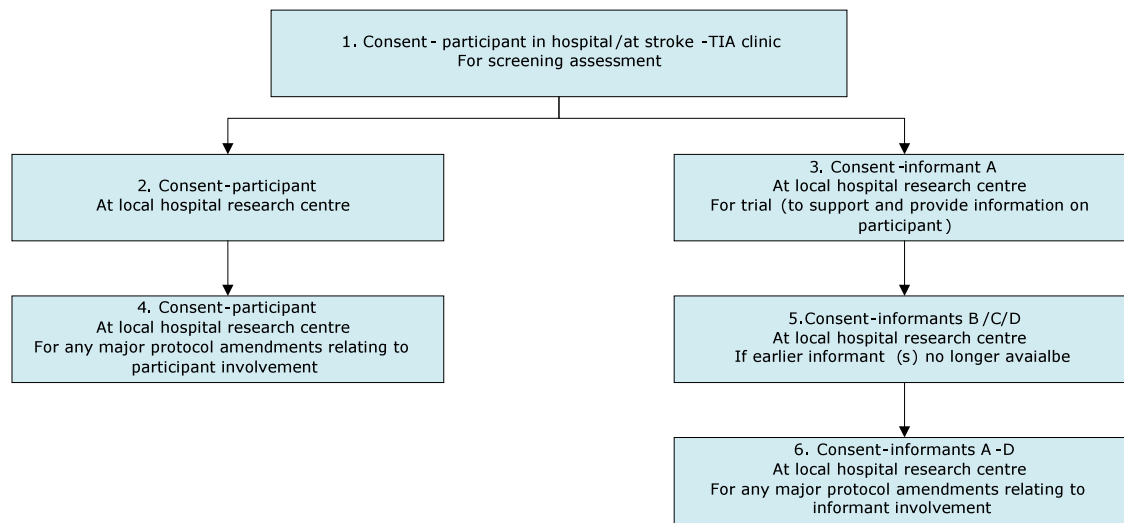 1. Consent- participant in hospital/at stroke -TIA clinic
For screening assessment
2. Consent-participant
At local hospital research centre
3. Consent-informant A
At local hospital research centre
For trial (to support and provide information on
participant)
4. Consent-participant
At local hospital research centre
For any major protocol amendments relating to
participant involvement
5.Consent-informants B/C/D
At local hospital research centre
If earlier informant (s) no longer avaialbe
6. Consent-informants A-D
At local hospital research centre
For any major protocol amendments relating to
informant involvement